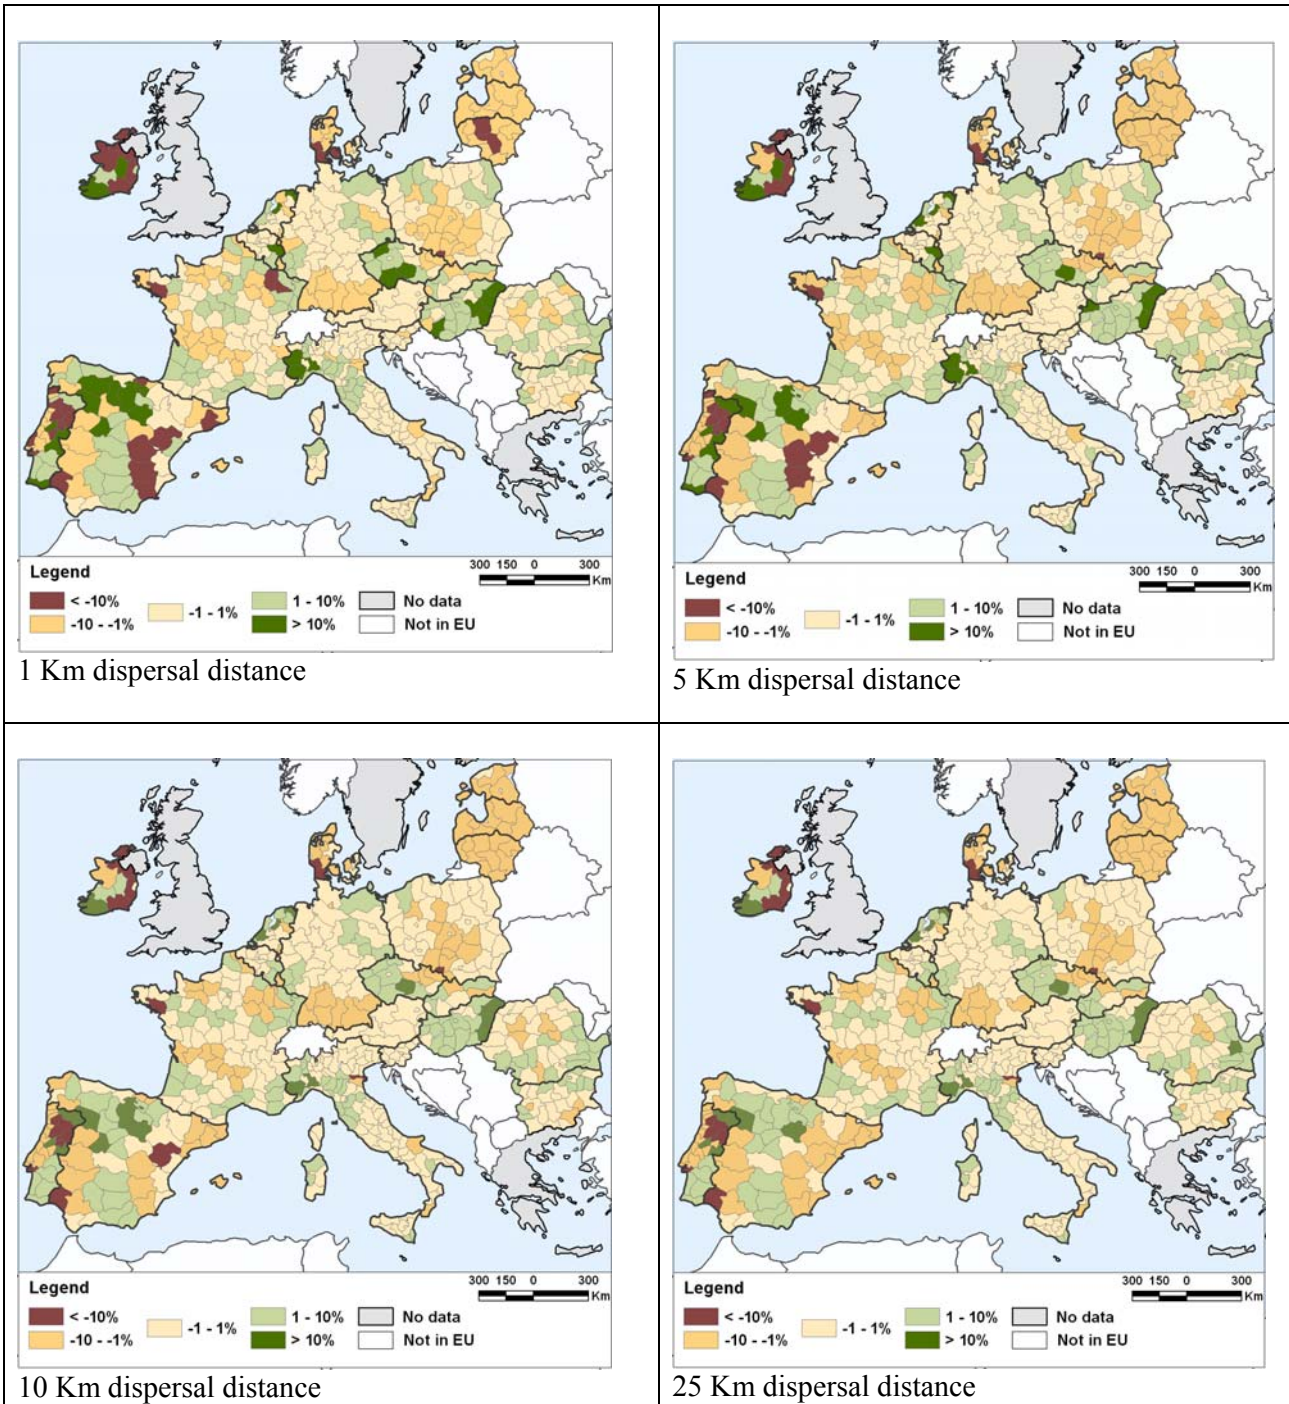 300 150 0 300
Km
Legend
< -10%
-10 - -1%
-1 - 1%
1 - 10%
> 10%
No data
Not in EU
1 Km dispersal distance
300 150 0 300
Km
Legend
< -10%
-10 - -1%
-1 - 1%
1 - 10%
> 10%
No data
Not in EU
5 Km dispersal distance
300 150 0 300
Km
Legend
< -10%
-10 - -1%
-1 - 1%
1 - 10%
> 10%
No data
Not in EU
10 Km dispersal distance
300 150 0 300
Km
Legend
< -10%
-10 - -1%
-1 - 1%
1 - 10%
> 10%
No data
Not in EU
25 Km dispersal distance